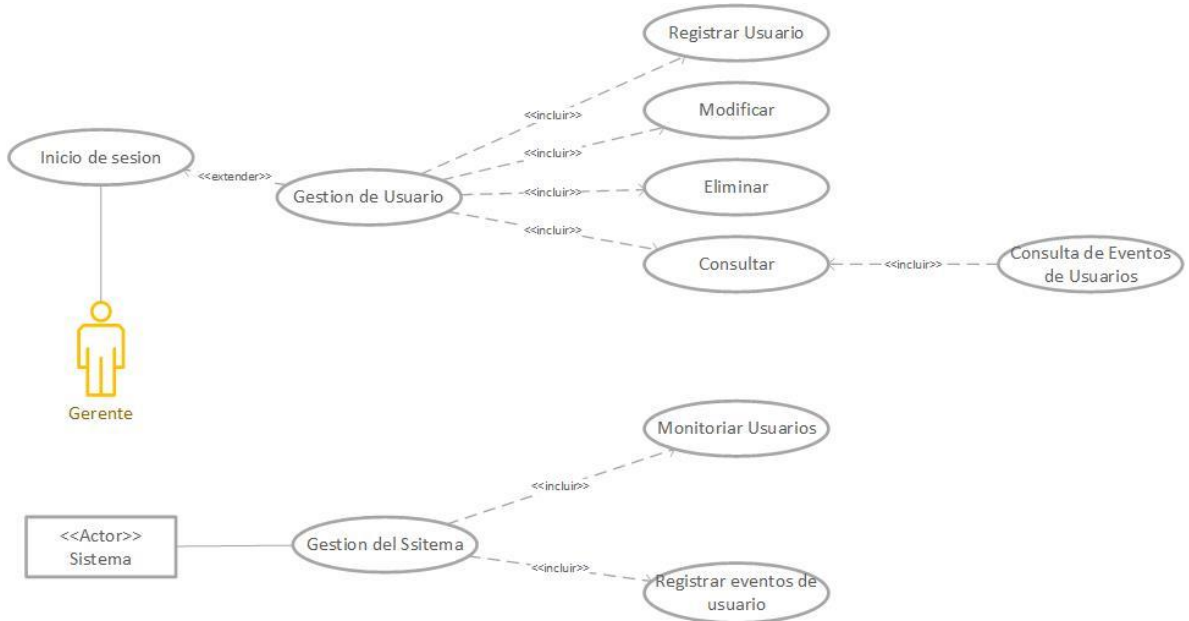 Registrar Usuario
<<incluir>>
Modificar
Inicio de sesion
<<incluir>>
<<extender>>
Gestion de Usuario
<<incluir>>
Eliminar
<<incluir>>
Consultar
<<incluir>>
Consulta de Eventos
de Usuarios
Gerente
Monitoriar Usuarios
<<incluir>>
<<Actor>>
Sistema
Gestion del Ssitema
<<incluir>>
Registrar eventos de
usuario